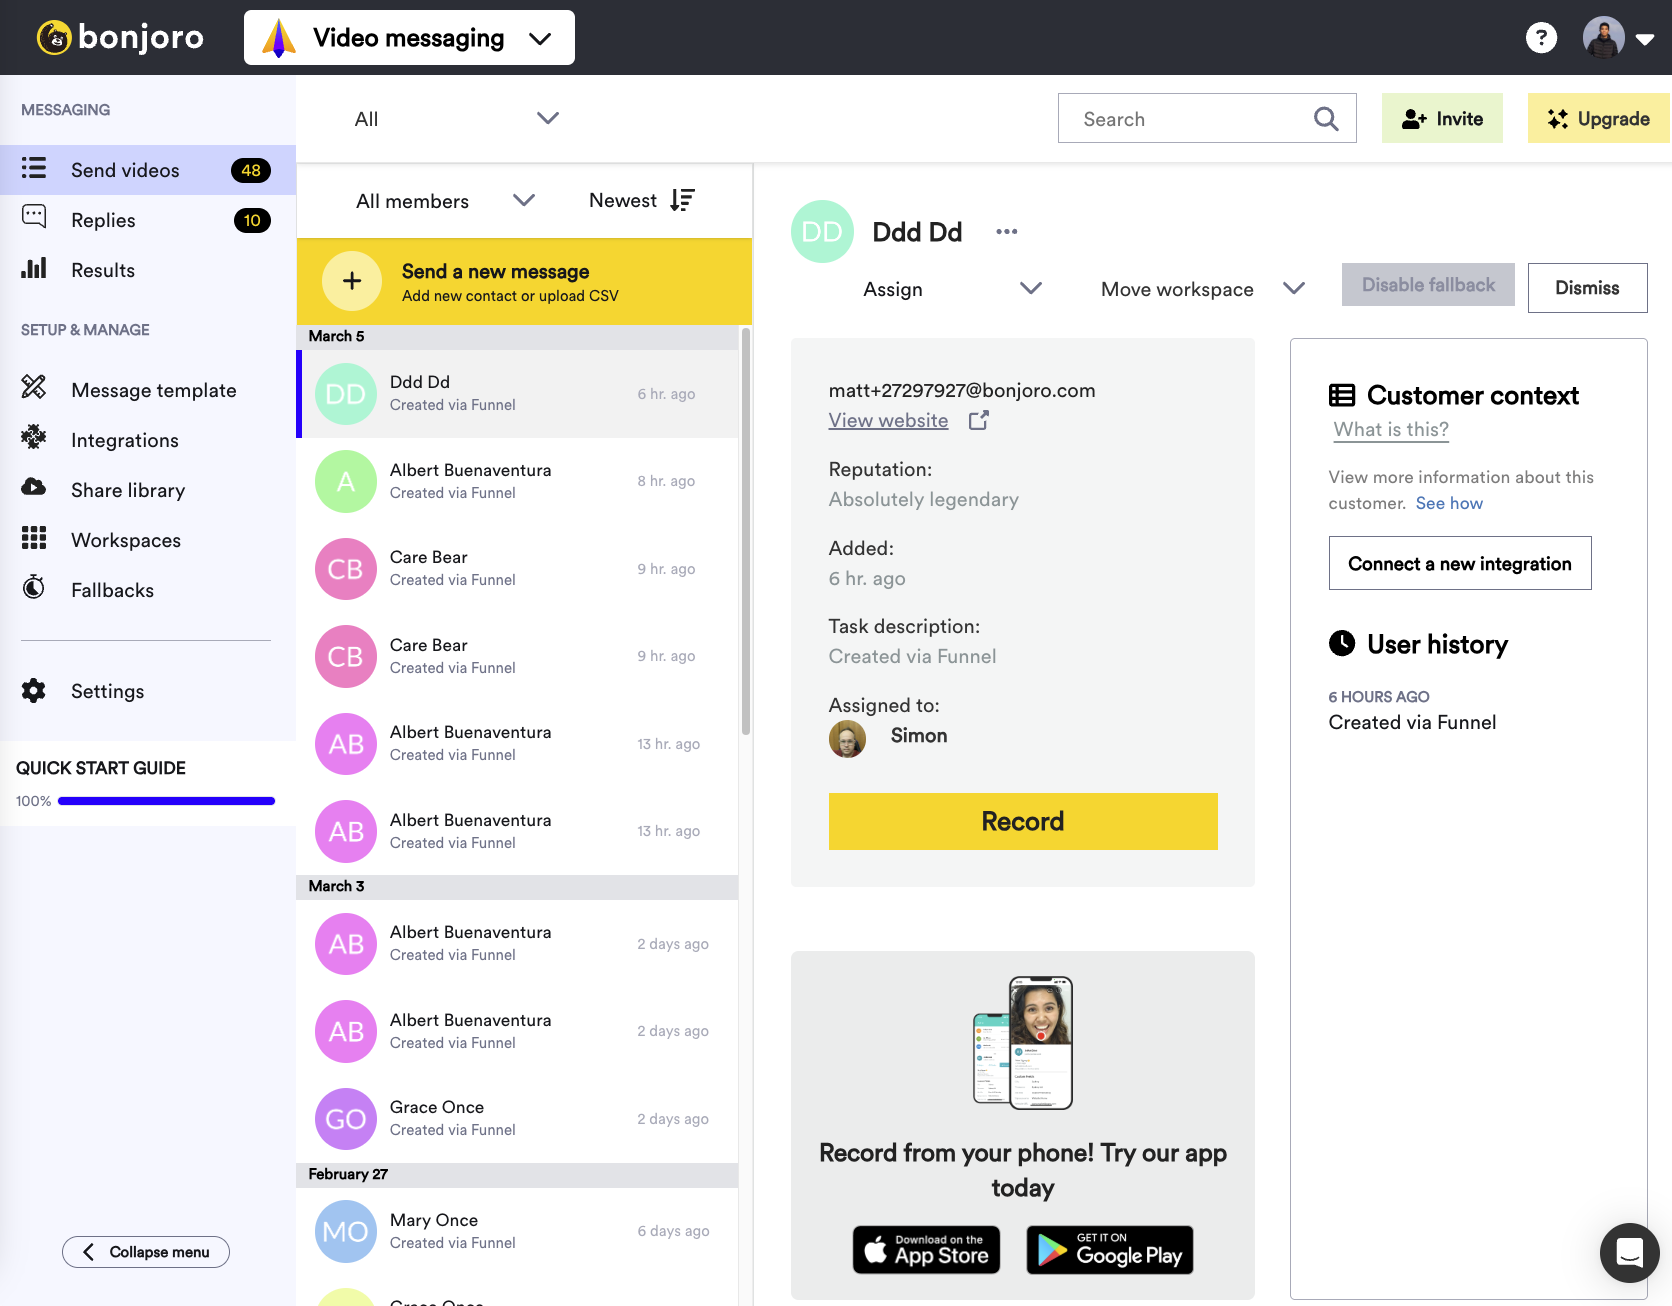 bonjoro
Video messaging
?
MESSAGING
Send videos 48
Replies 10
Results
SETUP & MANAGE
Message template
Integrations
Share library
Workspaces
Fallbacks
Settings
QUICK START GUIDE
100%
Collapse menu
All
Search
Invite
Upgrade
All members
Newest
Send a new message
Add new contact or upload CSV
March 5
DD
Ddd Dd
Created via Funnel
6 hr. ago
A
Albert Buenaventura
Created via Funnel
8 hr. ago
CB
Care Bear
Created via Funnel
9 hr. ago
CB
Care Bear
Created via Funnel
9 hr. ago
AB
Albert Buenaventura
Created via Funnel
13 hr. ago
AB
Albert Buenaventura
Created via Funnel
13 hr. ago
March 3
AB
Albert Buenaventura
Created via Funnel
2 days ago
AB
Albert Buenaventura
Created via Funnel
2 days ago
GO
Grace Once
Created via Funnel
2 days ago
February 27
MO
Mary Once
Created via Funnel
6 days ago
Grace Once
DD
Ddd Dd
Assign
Move workspace
Disable fallback
Dismiss
matt+27297927@bonjoro.com
View website
Reputation:
Absolutely legendary
Added:
6 hr. ago
Task description:
Created via Funnel
Assigned to:
Simon
Record
Record from your phone! Try our app
today
Download on the
App Store
GET IT ON
Google Play
Customer context
What is this?
View more information about this
customer. See how
Connect a new integration
User history
6 HOURS AGO
Created via Funnel